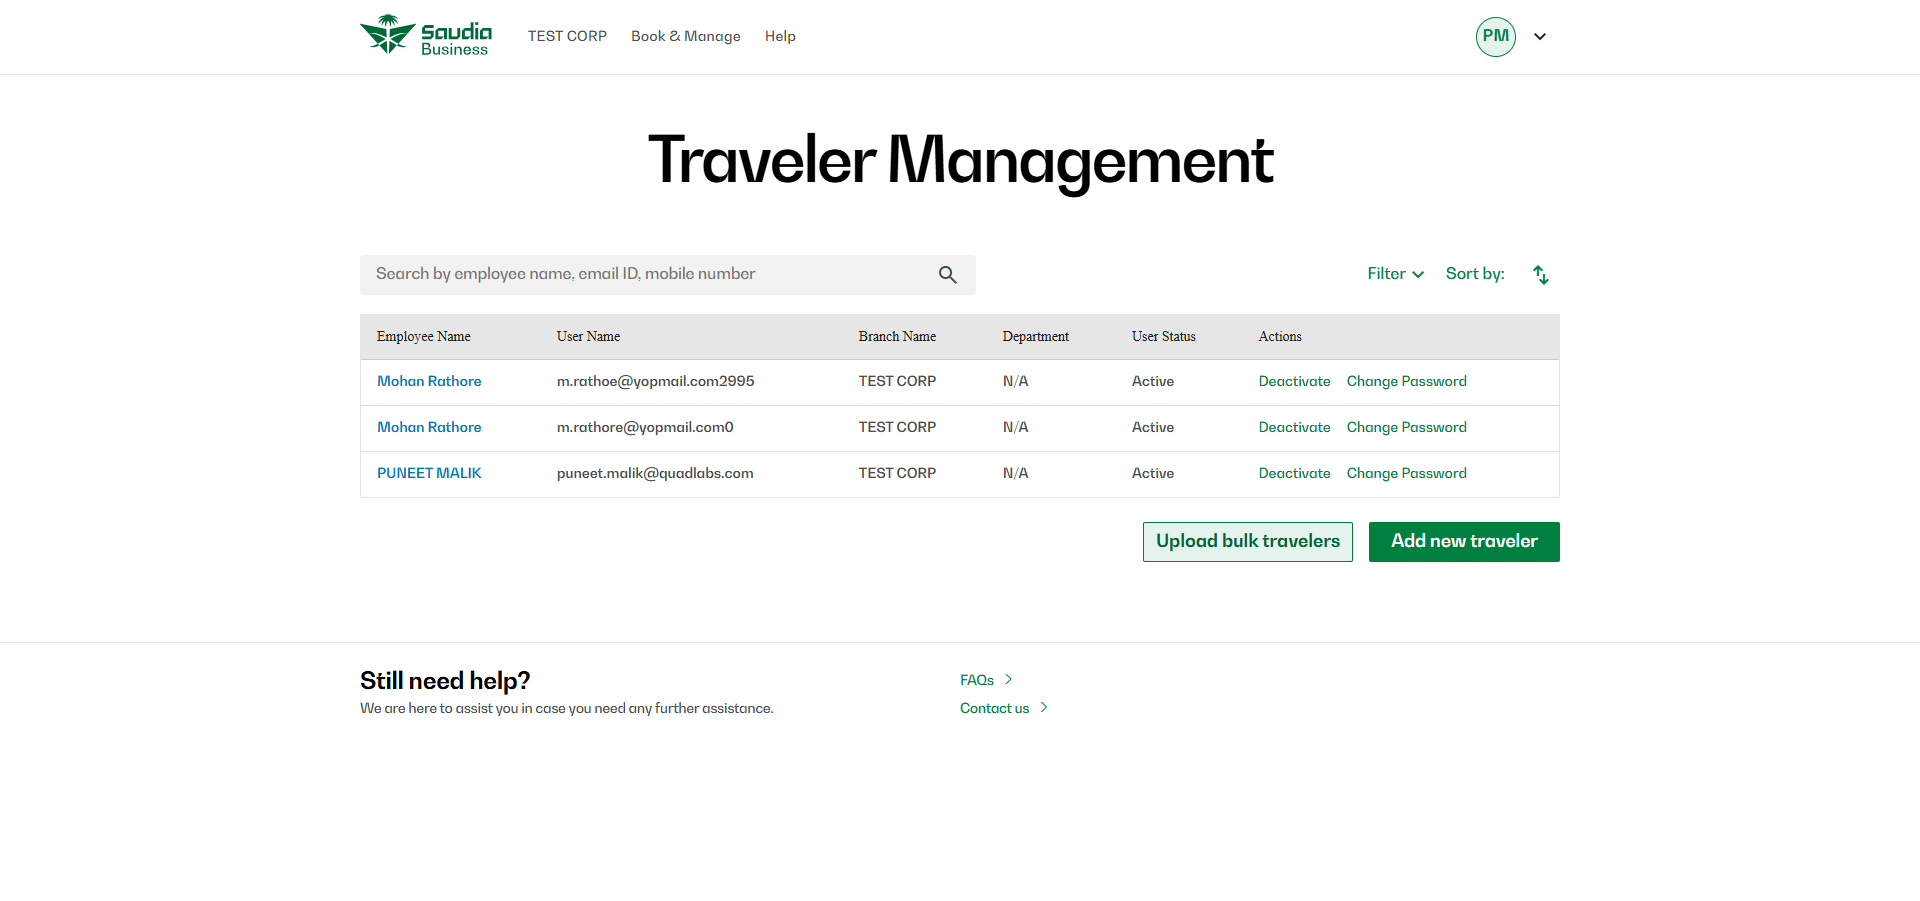 Saudia
Business
TEST CORP Book & Manage Help
PM
Traveler Management
Search by employee name, email ID, mobile number
Filter Sort by:
Employee Name User Name Branch Name Department User Status Actions
Mohan Rathore m.rathoe@yopmail.com2995 TEST CORP N/A Active Deactivate Change Password
Mohan Rathore m.rathore@yopmail.com0 TEST CORP N/A Active Deactivate Change Password
PUNEET MALIK puneet.malik@quadlabs.com TEST CORP N/A Active Deactivate Change Password
Upload bulk travelers Add new traveler
Still need help?
We are here to assist you in case you need any further assistance.
FAQs
Contact us